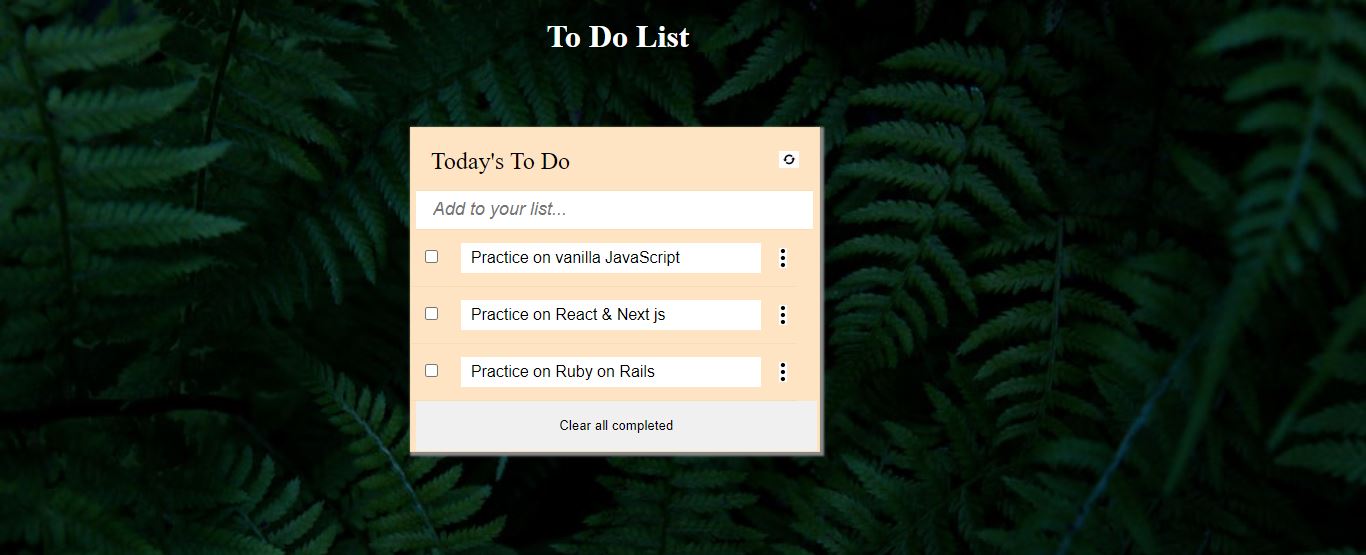 To Do List
Today's To Do
Add to your list...
Practice on vanilla JavaScript
Practice on React & Next js
Practice on Ruby on Rails
Clear all completed